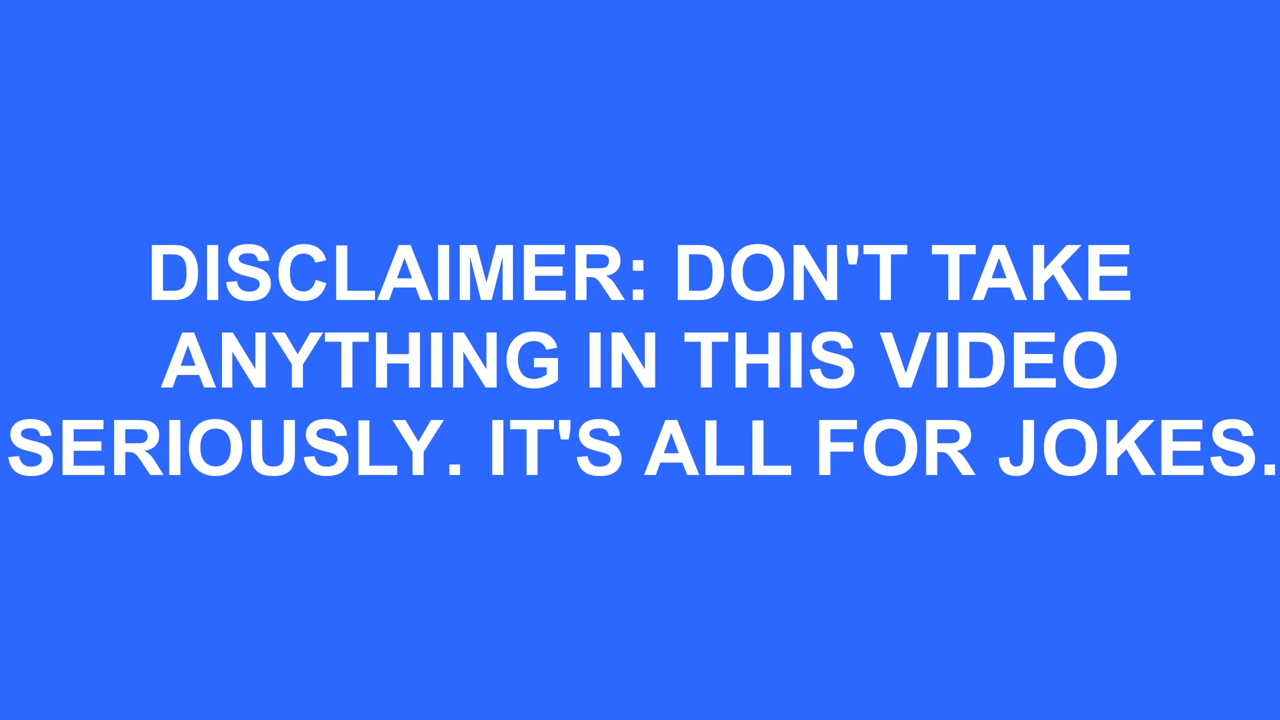 DISCLAIMER: DON'T TAKE
ANYTHING IN THIS VIDEO
SERIOUSLY. IT'S ALL FOR JOKES.